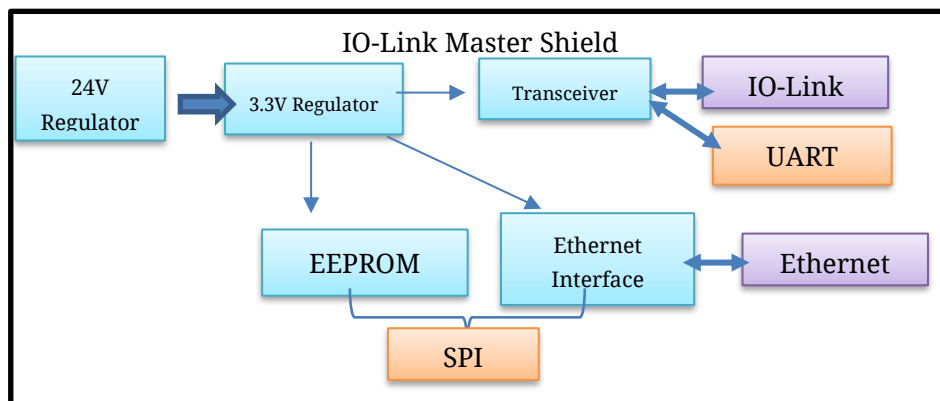 IO-Link Master Shield
24V
Regulator
3.3V Regulator
Transceiver
IO-Link
UART
EEPROM
Ethernet
Interface
Ethernet
SPI